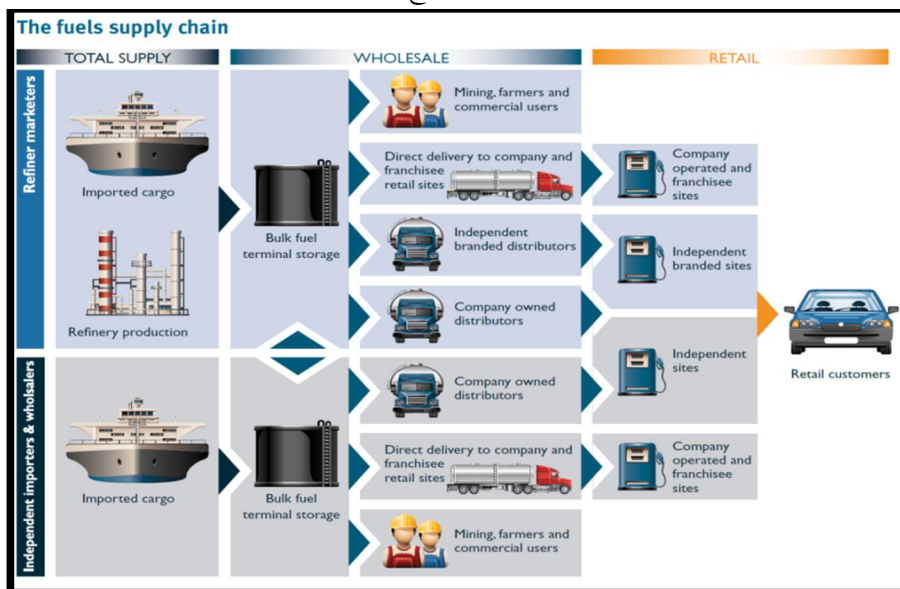 The fuels supply chain
TOTAL SUPPLY
WHOLESALE
RETAIL
Refiner marketers
Imported cargo
Refinery production
Bulk fuel
terminal storage
Mining, farmers and
commercial users
Direct delivery to company and
franchisee
retail sites
Independent
branded distributors
Company owned
distributors
Company
operated and
franchisee
sites
Independent
branded sites
Independent
sites
Retail customers
Independent importers & wholsalers
Imported cargo
Bulk fuel
terminal storage
Company owned
distributors
Direct delivery to company and
franchisee
retail sites
Mining, farmers and
commercial users
Company
operated and
franchisee
sites